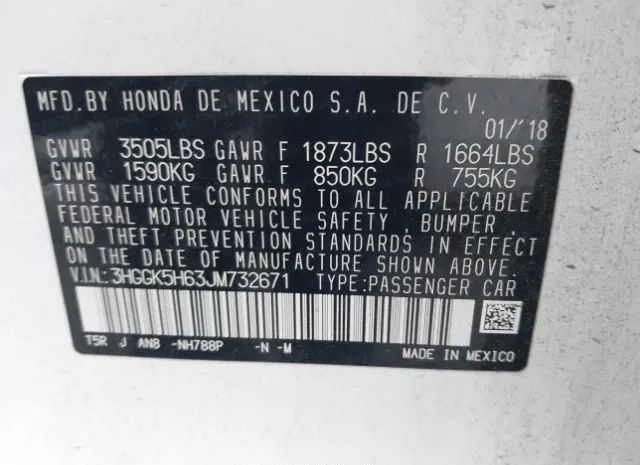 MFD.BY HONDA DE MEXICO S.A. DE C.V.
01/'18
GVWR 3505LBS GAWR F 1873LBS R 1664LBS
GVWR 1590KG GAWR F 850KG R 755KG
THIS VEHICLE CONFORMS TO ALL APPLICABLE
FEDERAL MOTOR VEHICLE SAFETY , BUMPER ,
AND THEFT PREVENTION STANDARDS IN EFFECT
ON THE DATE OF MANUFACTURE SHOWN ABOVE.
V.I.N.:3HGGK5H63JM732671 TYPE:PASSENGER CAR
T5R J AN8 -NH788P -N -M MADE IN MEXICO